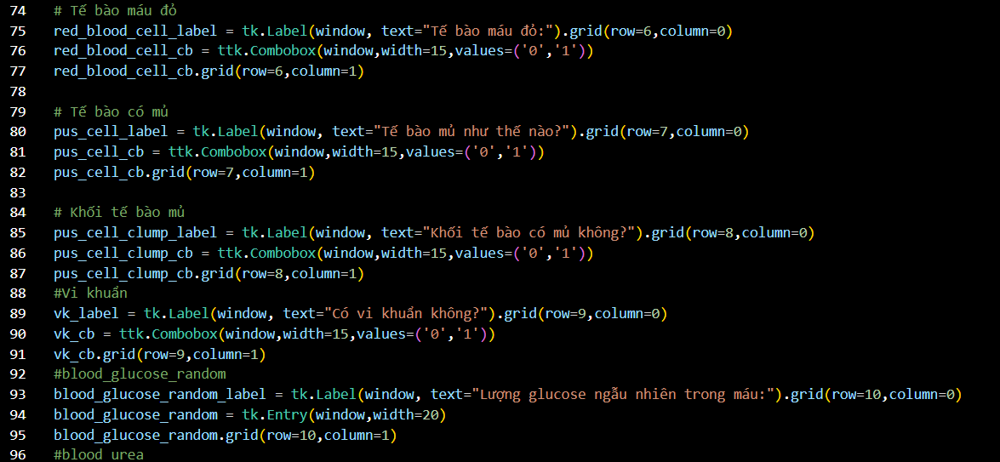 74 # Tế bào máu đỏ
75 red_blood_cell_label = tk.Label(window, text="Tế bào máu đỏ:").grid(row=6,column=0)
76 red_blood_cell_cb = ttk.Combobox(window,width=15,values=('0','1'))
77 red_blood_cell_cb.grid(row=6,column=1)
78
79 # Tế bào có mủ
80 pus_cell_label = tk.Label(window, text="Tế bào mủ như thế nào?").grid(row=7,column=0)
81 pus_cell_cb = ttk.Combobox(window,width=15,values=('0','1'))
82 pus_cell_cb.grid(row=7,column=1)
83
84 # Khối tế bào mủ
85 pus_cell_clump_label = tk.Label(window, text="Khối tế bào có mủ không?").grid(row=8,column=0)
86 pus_cell_clump_cb = ttk.Combobox(window,width=15,values=('0','1'))
87 pus_cell_clump_cb.grid(row=8,column=1)
88 #Vi khuẩn
89 vk_label = tk.Label(window, text="Có vi khuẩn không?").grid(row=9,column=0)
90 vk_cb = ttk.Combobox(window,width=15,values=('0','1'))
91 vk_cb.grid(row=9,column=1)
92 #blood_glucose_random
93 blood_glucose_random_label = tk.Label(window, text="Lượng glucose ngẫu nhiên trong máu:").grid(row=10,column=0)
94 blood_glucose_random = tk.Entry(window,width=20)
95 blood_glucose_random.grid(row=10,column=1)
96 #blood urea